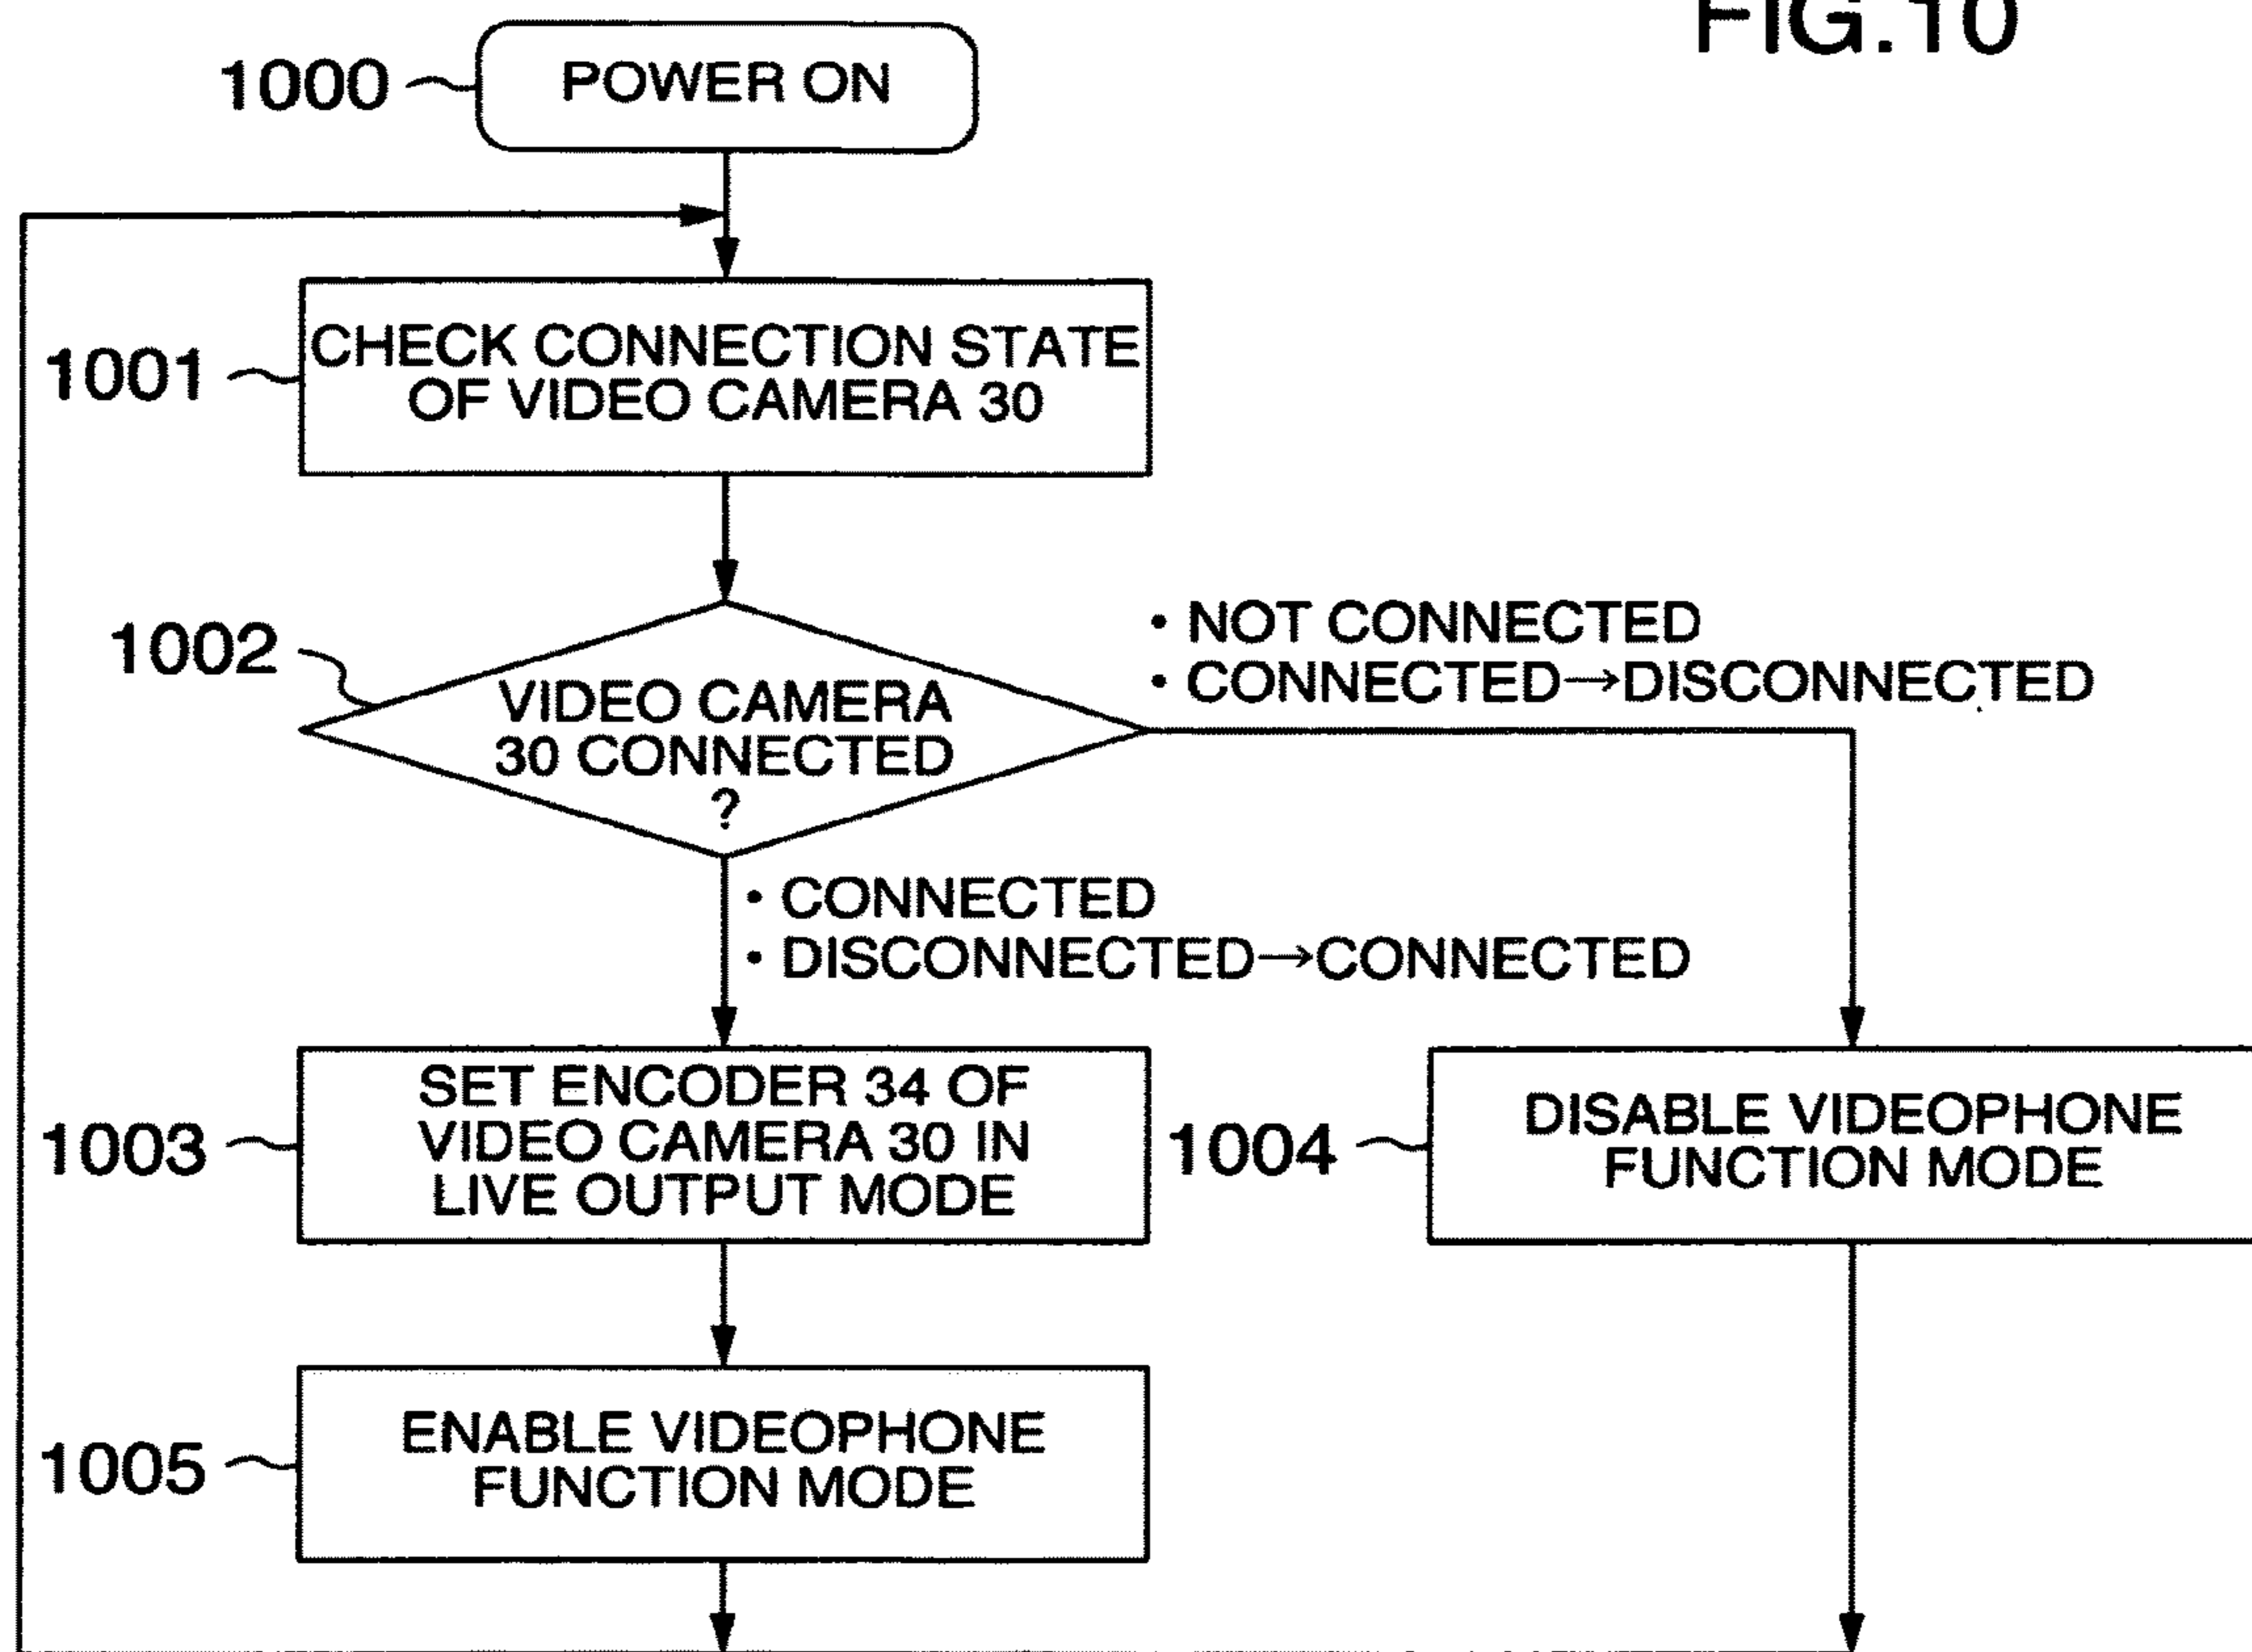 FIG.10
1000
POWER ON
1001
CHECK CONNECTION STATE
OF VIDEO CAMERA 30
1002
VIDEO CAMERA
30 CONNECTED
?
• NOT CONNECTED
• CONNECTED→DISCONNECTED
• CONNECTED
• DISCONNECTED→CONNECTED
1003
SET ENCODER 34 OF
VIDEO CAMERA 30 IN
LIVE OUTPUT MODE
1004
DISABLE VIDEOPHONE
FUNCTION MODE
1005
ENABLE VIDEOPHONE
FUNCTION MODE